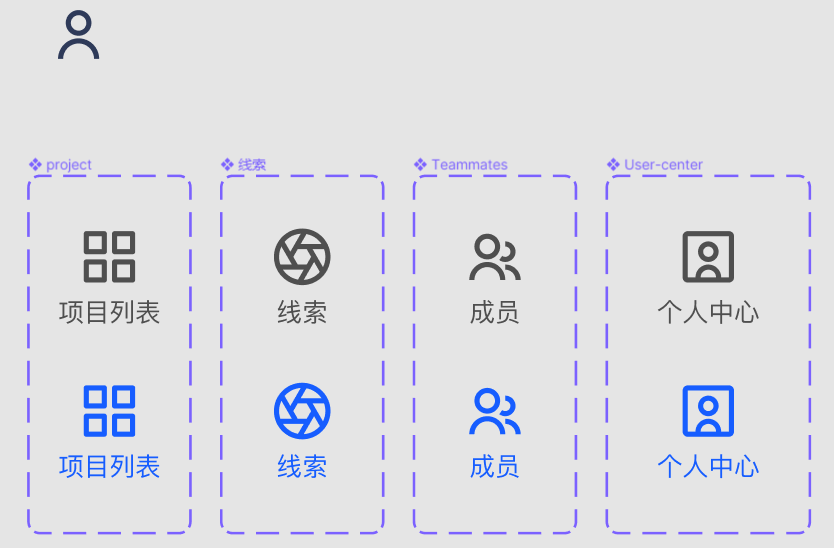 project
线索
Teammates
User-center
项目列表
线索
成员
个人中心
项目列表
线索
成员
个人中心